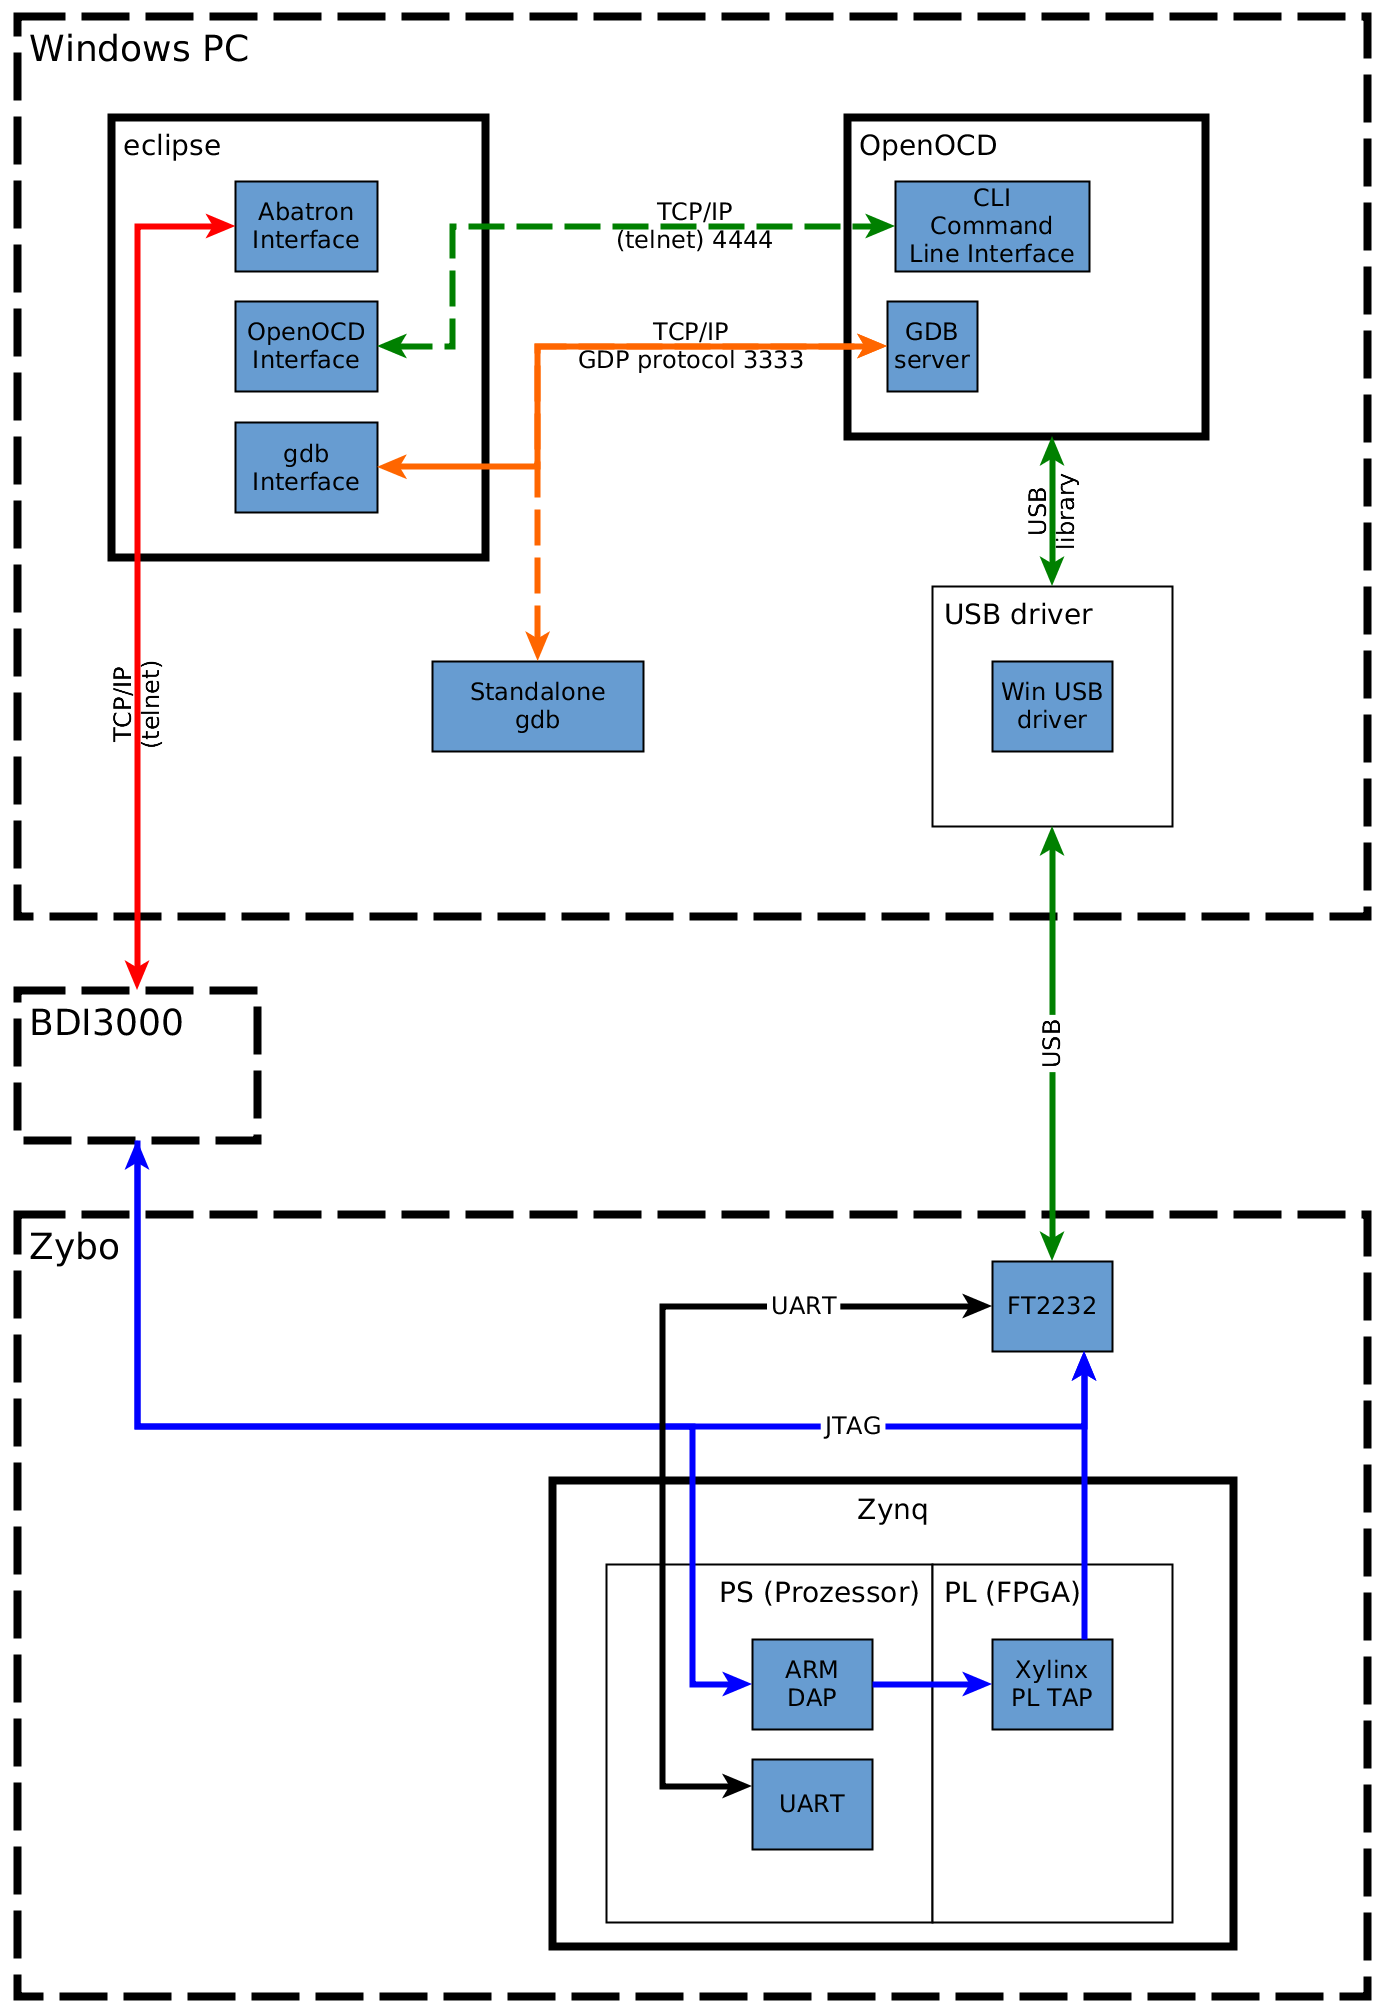 Windows PC
eclipse
Abatron
Interface
OpenOCD
Interface
gdb
Interface
TCP/IP
(telnet) 4444
TCP/IP
GDP protocol 3333
OpenOCD
CLI
Command
Line Interface
GDB
server
USB
library
USB driver
Win USB
driver
Standalone
gdb
TCP/IP
(telnet)
BDI3000
USB
Zybo
FT2232
UART
JTAG
Zynq
PS (Prozessor)
PL (FPGA)
ARM
DAP
Xylinx
PL TAP
UART